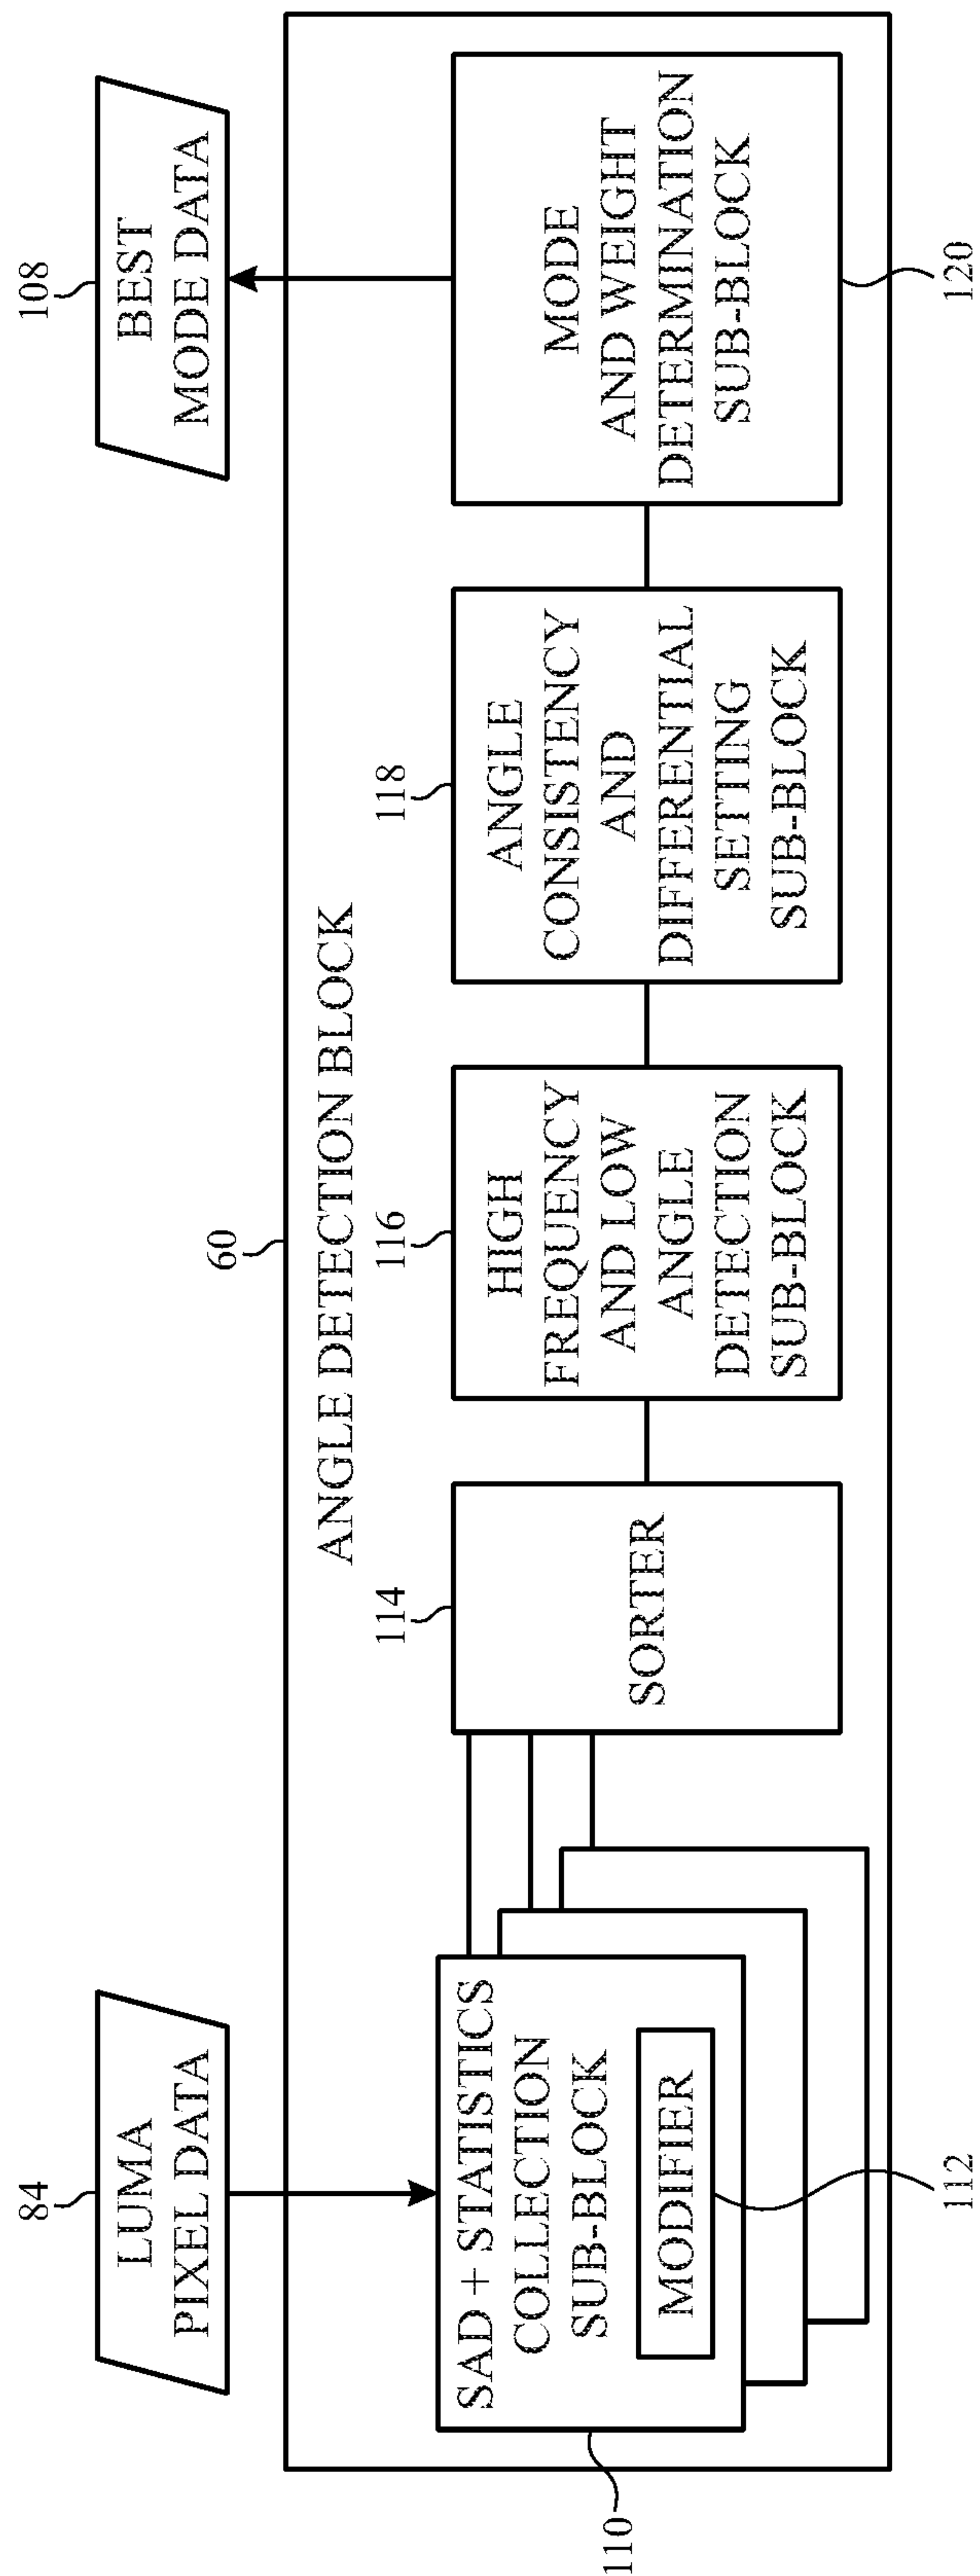 84
LUMA
PIXEL DATA
108
BEST
MODE DATA
60
ANGLE DETECTION BLOCK
110
SAD + STATISTICS
COLLECTION
SUB-BLOCK
MODIFIER
112
114
SORTER
116
HIGH
FREQUENCY
AND LOW
ANGLE
DETECTION
SUB-BLOCK
118
ANGLE
CONSISTENCY
AND
DIFFERENTIAL
SETTING
SUB-BLOCK
MODE
AND WEIGHT
DETERMINATION
SUB-BLOCK
120